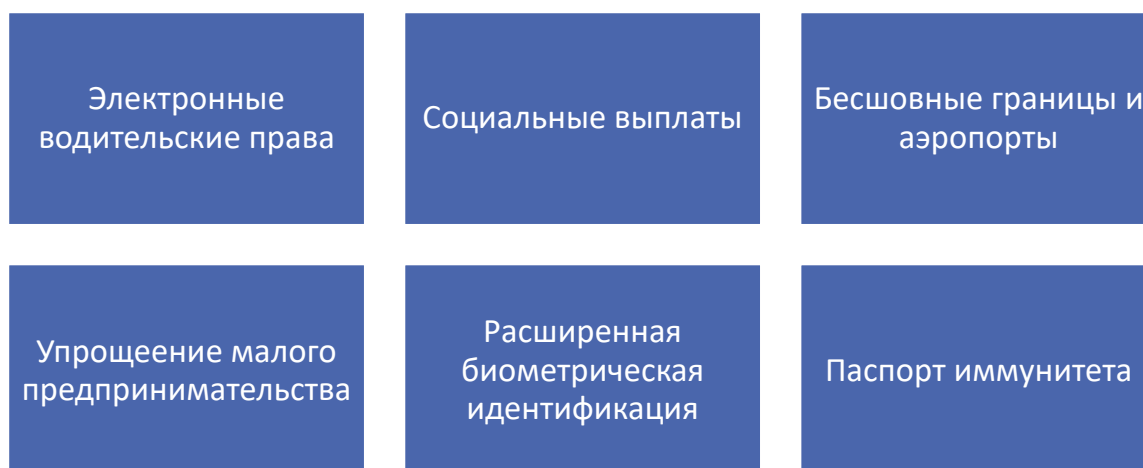 Электронные
водительские права
Социальные выплаты
Бесшовные границы и
аэропорты
Упрощеение малого
предпринимательства
Расширенная
биометрическая
идентификация
Паспорт иммунитета